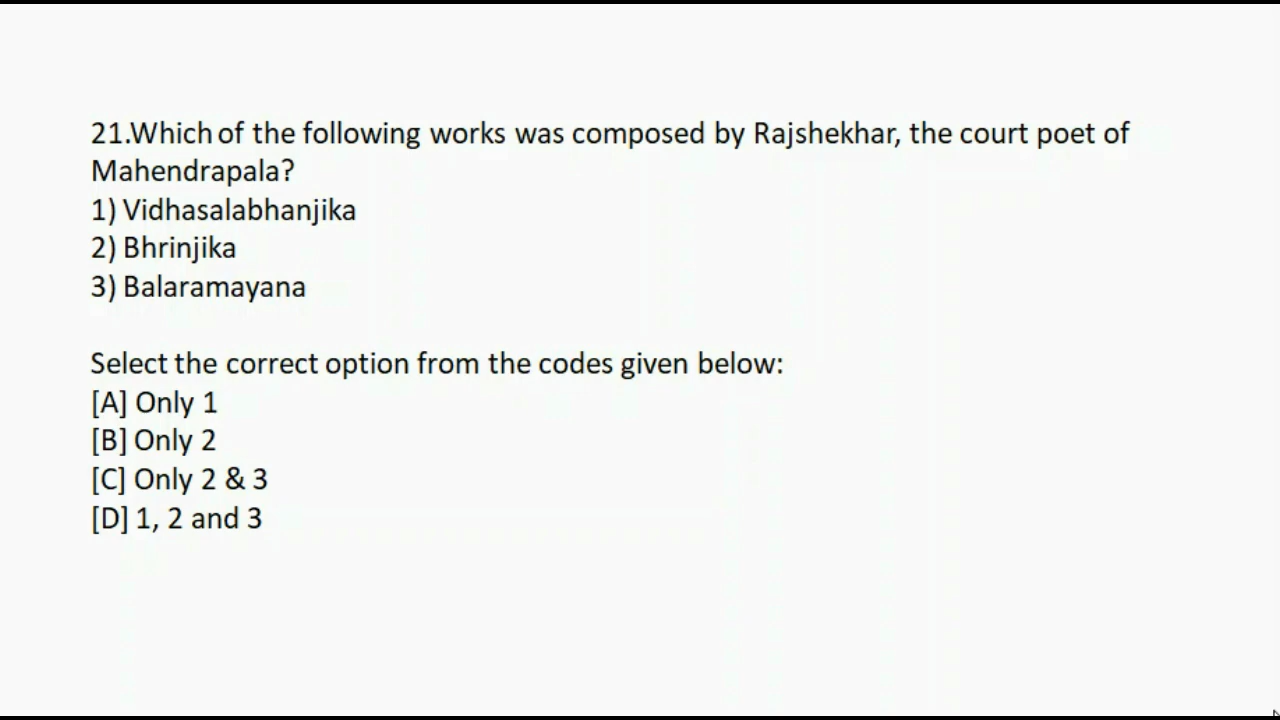 21.Which of the following works was composed by Rajshekhar, the court poet of
Mahendrapala?
1) Vidhasalabhanjika
2) Bhrinjika
3) Balaramayana
Select the correct option from the codes given below:
[A] Only 1
[B] Only 2
[C] Only 2 & 3
[D] 1, 2 and 3